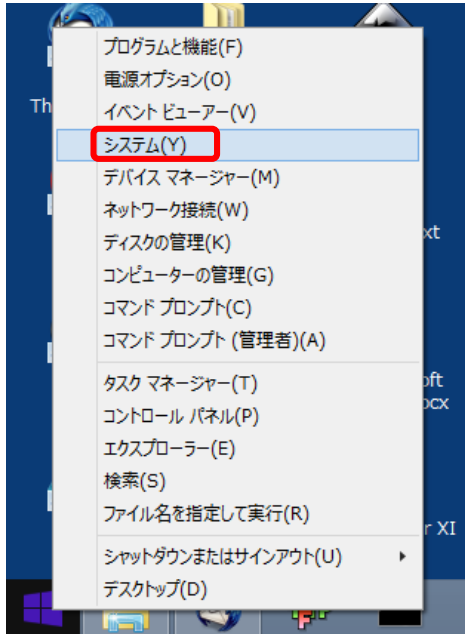 プログラムと機能(F)
電源オプション(O)
Th
イベント ビューアー(V)
システム(Y)
デバイス マネージャー(M)
ネットワーク接続(W)
xt
ディスクの管理(K)
コンピューターの管理(G)
コマンド プロンプト(C)
コマンド プロンプト (管理者)(A)
タスク マネージャー(T)
oft
コントロール パネル(P)
ocx
エクスプローラー(E)
検索(S)
ファイル名を指定して実行(R)
r XI
シャットダウンまたはサインアウト(U)
デスクトップ(D)